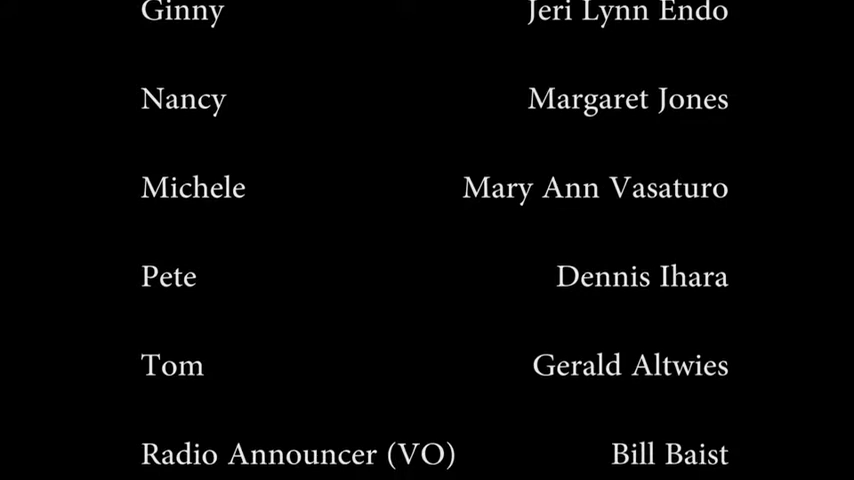 Ginny Jeri Lynn Endo
Nancy Margaret Jones
Michele Mary Ann Vasaturo
Pete Dennis Ihara
Tom Gerald Altwies
Radio Announcer (VO) Bill Baist